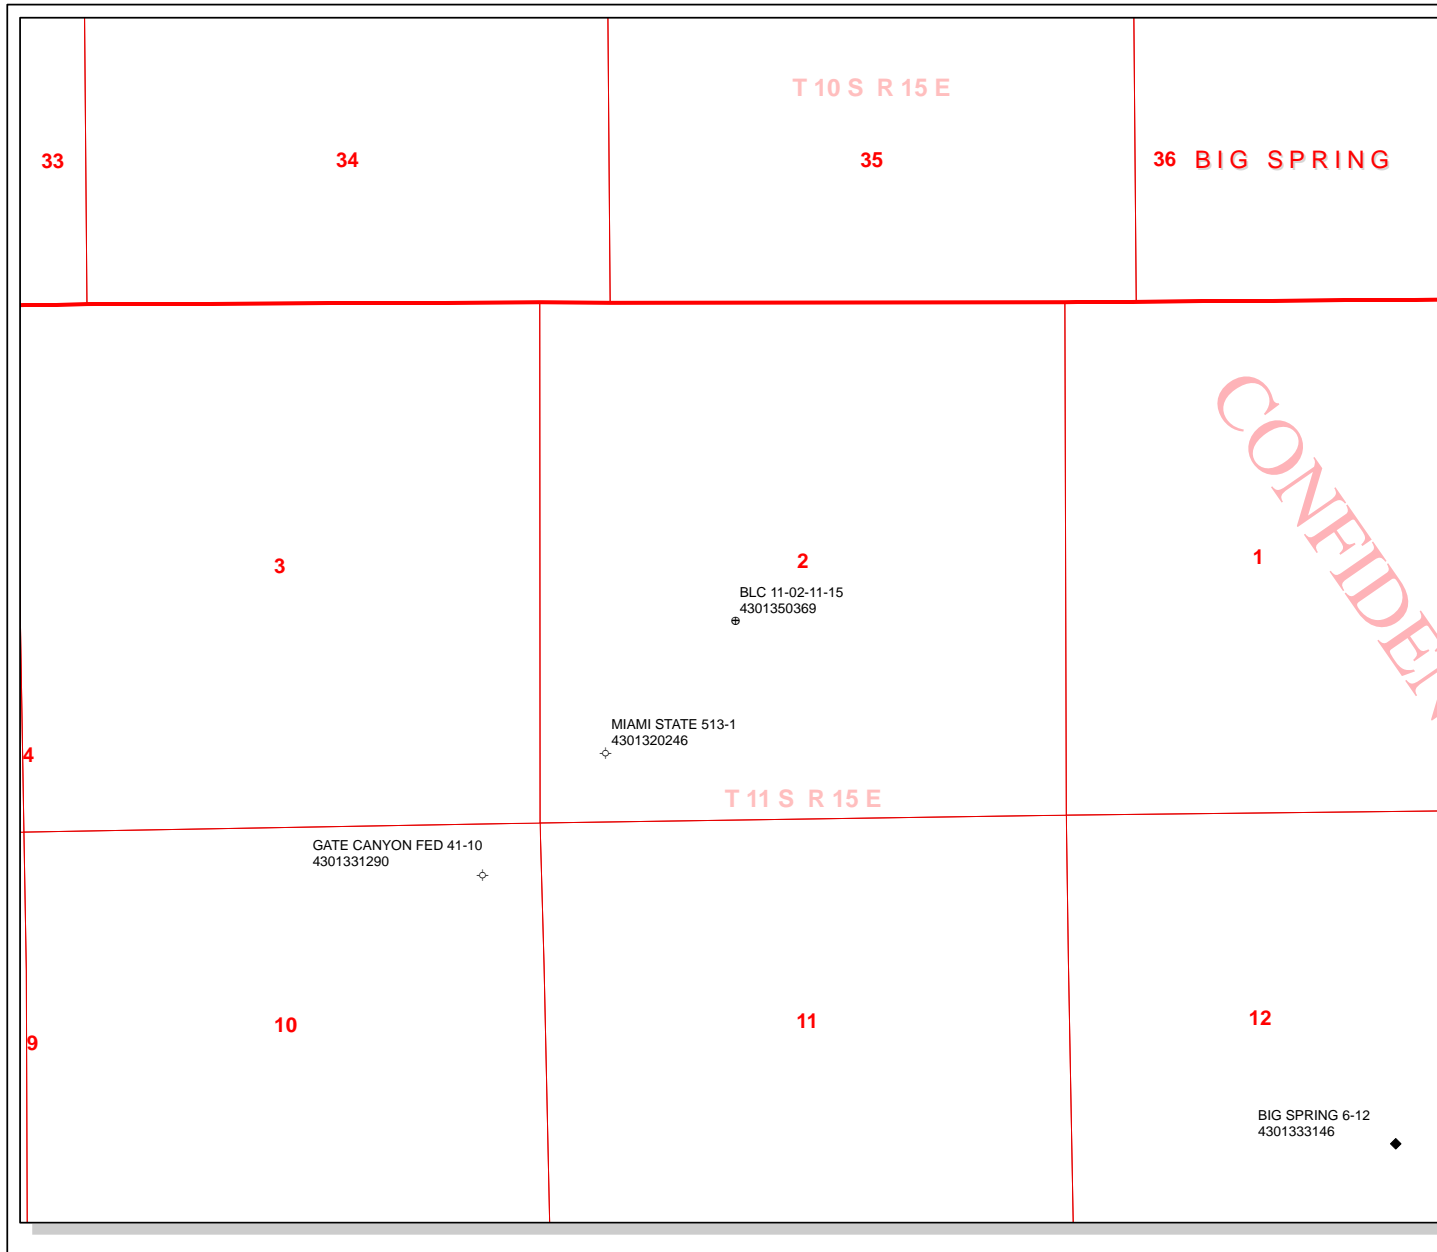 T 10 S R 15 E
33
34
35
36 BIG SPRING
3
2
1
BLC 11-02-11-15
4301350369
MIAMI STATE 513-1
4301320246
4
T 11 S R 15 E
GATE CANYON FED 41-10
4301331290
10
11
12
9
BIG SPRING 6-12
4301333146
CONFIDEN